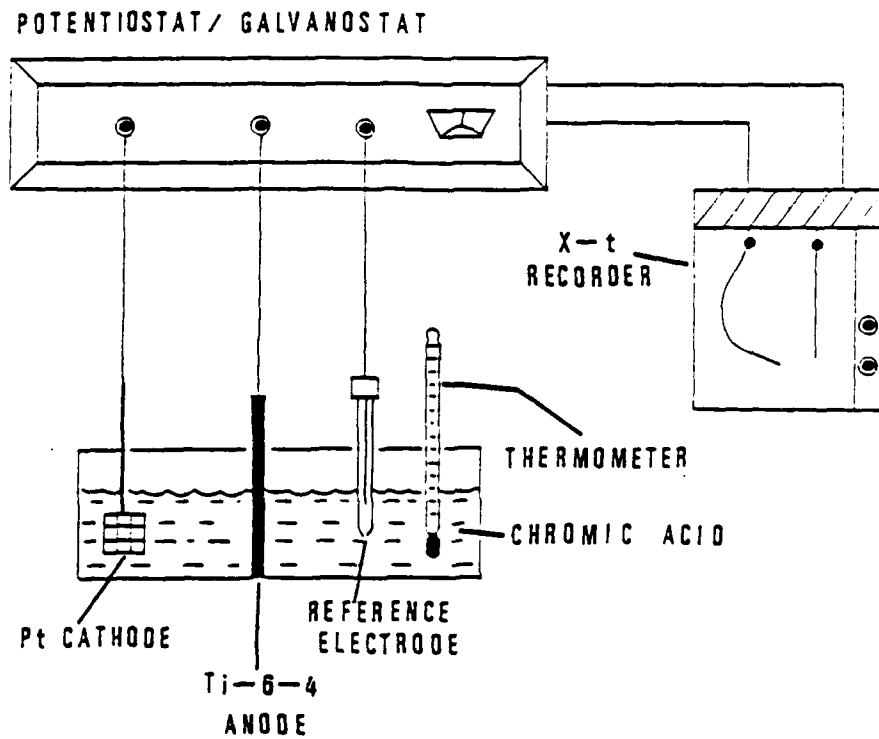 POTENTIOSTAT/ GALVANOSTAT
X-t
RECORDER
THERMOMETER
CHROMIC ACID
REFERENCE
ELECTRODE
Pt CATHODE
Ti-6-4
ANODE